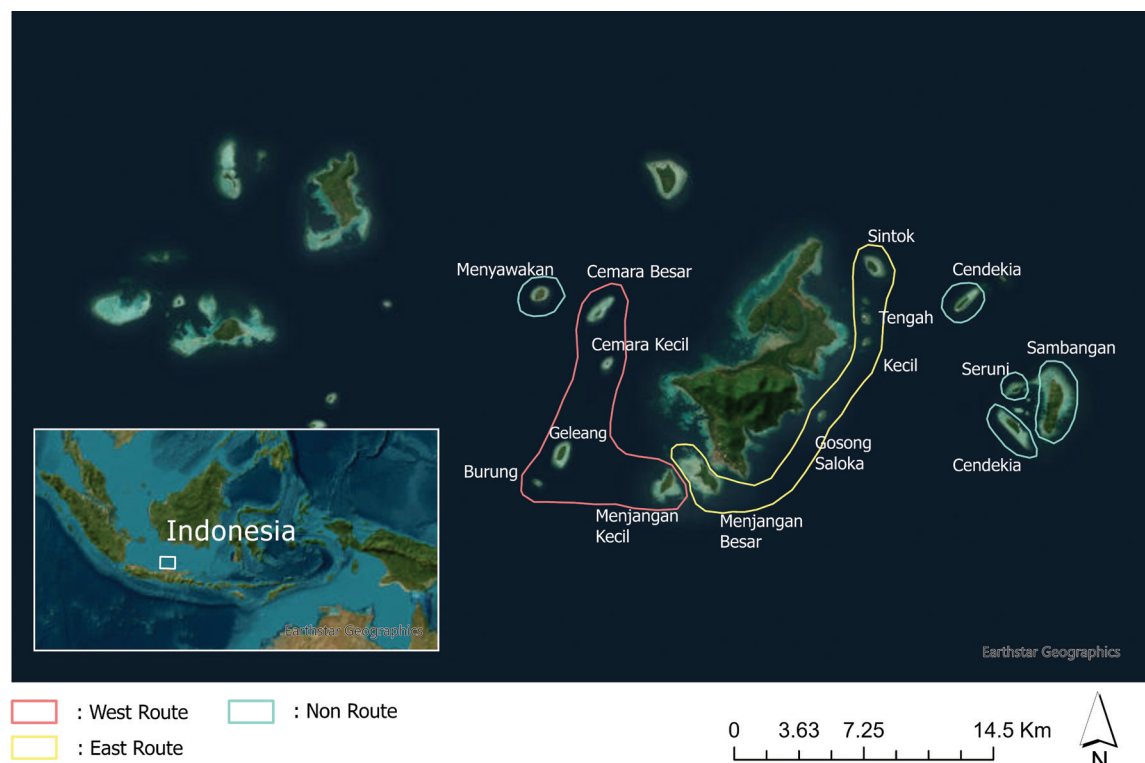 Sintok
Menyawakan
Cemara Besar
Cendekia
Tengah
Cemara Kecil
Kecil
Seruni
Sambangan
Geleang
Gosong
Saloka
Burung
Cendekia
Menjangan
Kecil
Menjangan
Besar
Indonesia
Earthstar Geographics
Earthstar Geographics
: West Route
: Non Route
: East Route
0 3.63 7.25 14.5 Km
N